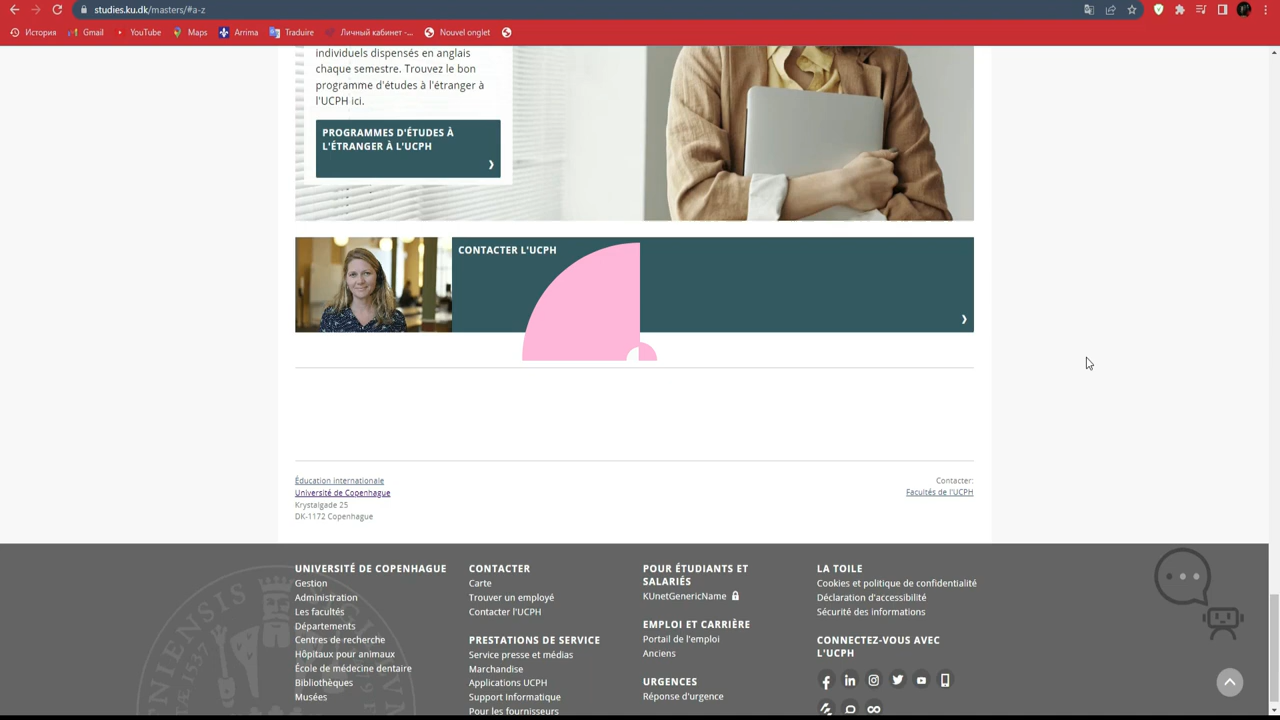 studies.ku.dk/masters/#a-z
История
Gmail
YouTube
Maps
Arrima
Traduire
Личный кабинет -...
Nouvel onglet
individuels dispensés en anglais
chaque semestre. Trouvez le bon
programme d'études à l'étranger à
l'UCPH ici.
PROGRAMMES D'ÉTUDES À
L'ÉTRANGER À L'UCPH
CONTACTER L'UCPH
Éducation internationale
Université de Copenhague
Krystalgade 25
DK-1172 Copenhague
Contacter:
Facultés de l'UCPH
UNIVERSITÉ DE COPENHAGUE
Gestion
Administration
Les facultés
Départements
Centres de recherche
Hôpitaux pour animaux
École de médecine dentaire
Bibliothèques
Musées
CONTACTER
Carte
Trouver un employé
Contacter l'UCPH
PRESTATIONS DE SERVICE
Service presse et médias
Marchandise
Applications UCPH
Support Informatique
Pour les fournisseurs
POUR ÉTUDIANTS ET
SALARIÉS
KUnetGenericName
EMPLOI ET CARRIÈRE
Portail de l'emploi
Anciens
URGENCES
Réponse d'urgence
LA TOILE
Cookies et politique de confidentialité
Déclaration d'accessibilité
Sécurité des informations
CONNECTEZ-VOUS AVEC
L'UCPH